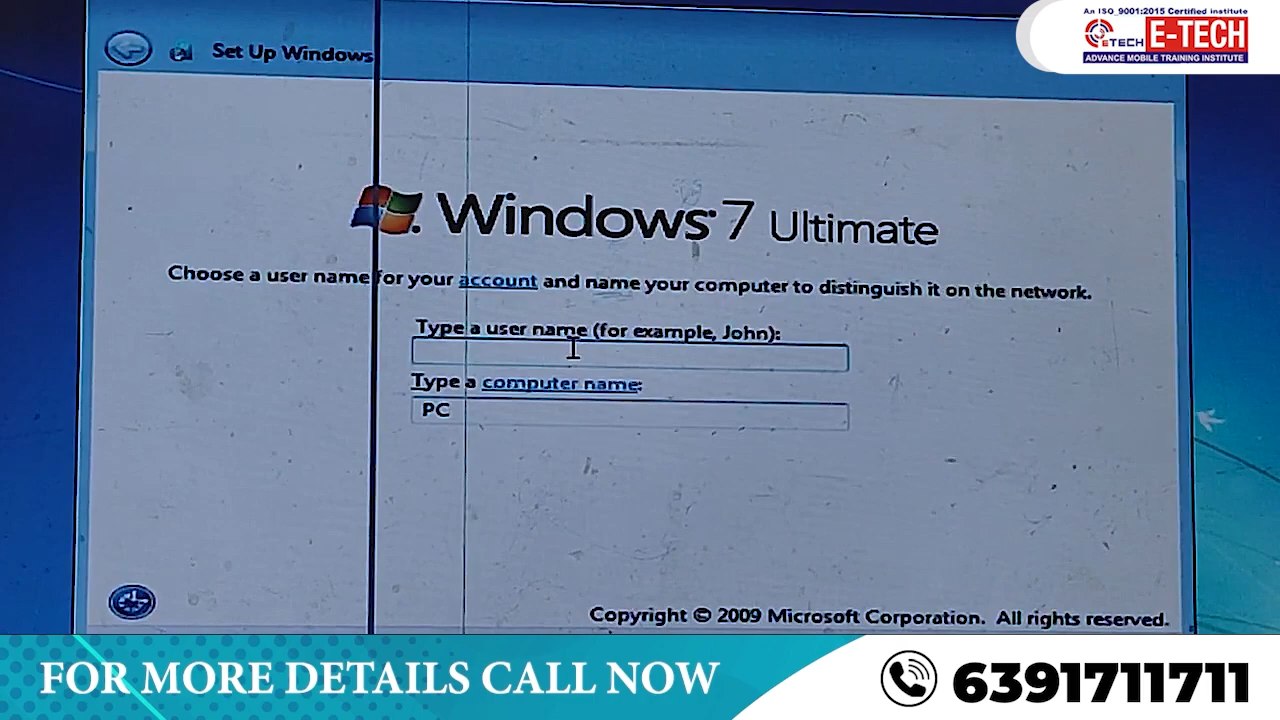 An ISO 9001:2015 Certified institute
ETECH E-TECH
ADVANCE MOBILE TRAINING INSTITUTE
Set Up Windows
Windows 7 Ultimate
Choose a user name for your account and name your computer to distinguish it on the network.
Type a user name (for example, John):
Type a computer name:
PC
Copyright © 2009 Microsoft Corporation. All rights reserved.
FOR MORE DETAILS CALL NOW
6391711711